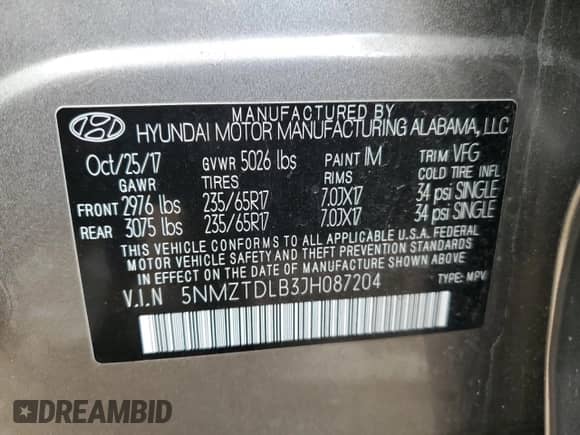 MANUFACTURED BY
HYUNDAI MOTOR MANUFACTURING ALABAMA, LLC
Oct/25/17 GVWR 5026 lbs PAINT IM TRIM VFG
GAWR TIRES RIMS COLD TIRE INFL
FRONT 2976 lbs 235/65R17 7.0JX17 34 psi SINGLE
REAR 3075 lbs 235/65R17 7.0JX17 34 psi SINGLE
THIS VEHICLE CONFORMS TO ALL APPLICABLE U.S.A. FEDERAL
MOTOR VEHICLE SAFETY AND THEFT PREVENTION STANDARDS
IN EFFECT ON THE DATE OF MANUFACTURE SHOWN ABOVE.
V.I.N 5NMZTDLB3JH087204 TYPE: MPV
DREAMBID